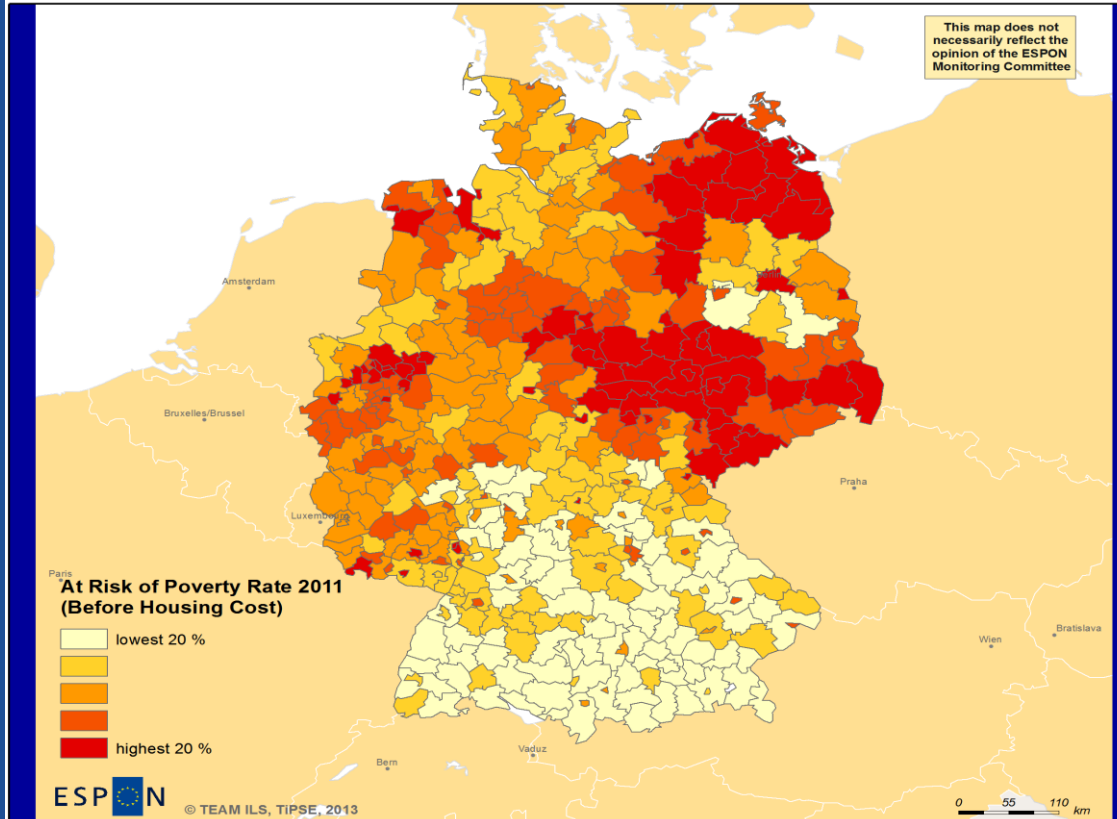 This map does not
necessarily reflect the
opinion of the ESPON
Monitoring Committee
Amsterdam
Berlin
Bruxelles/Brussel
Praha
Luxembourg
Paris
At Risk of Poverty Rate 2011
(Before Housing Cost)
lowest 20 %
highest 20 %
Bratislava
Wien
Vaduz
Bern
ESPON
© TEAM ILS, TiPSE, 2013
0 55 110
km